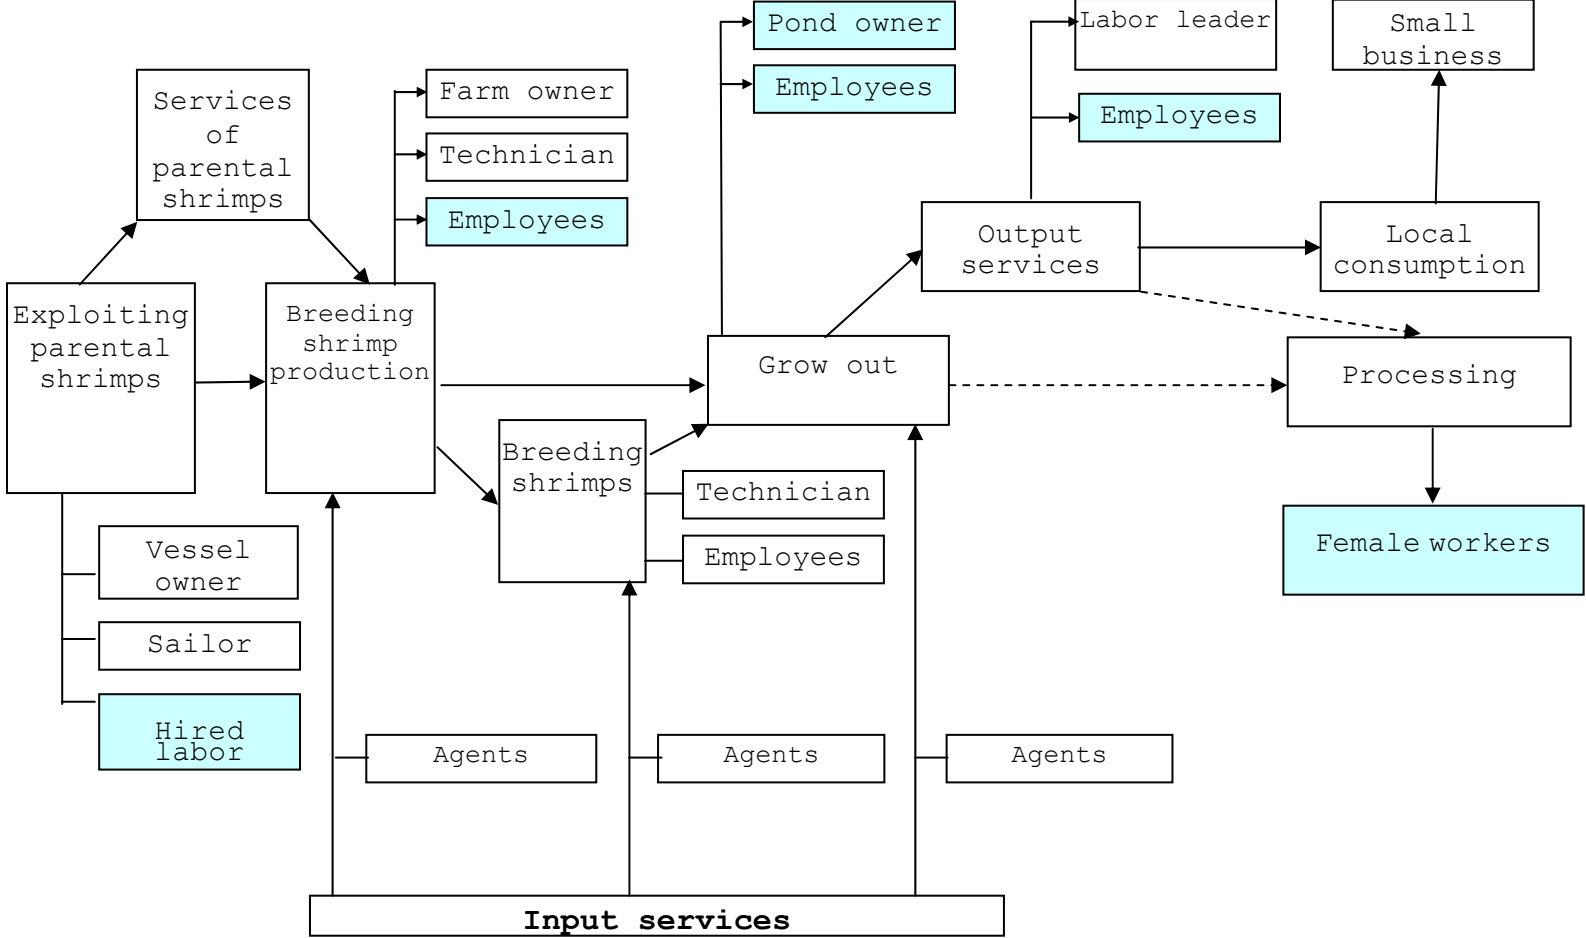 Pond owner
Labor leader
Small
business
Employees
Services
of
parental
shrimps
Farm owner
Employees
Technician
Employees
Output
services
Local
consumption
Exploiting
parental
shrimps
Breeding
shrimp
production
Grow out
Processing
Breeding
shrimps
Technician
Employees
Female workers
Vessel
owner
Sailor
Hired
labor
Agents
Agents
Agents
Input services